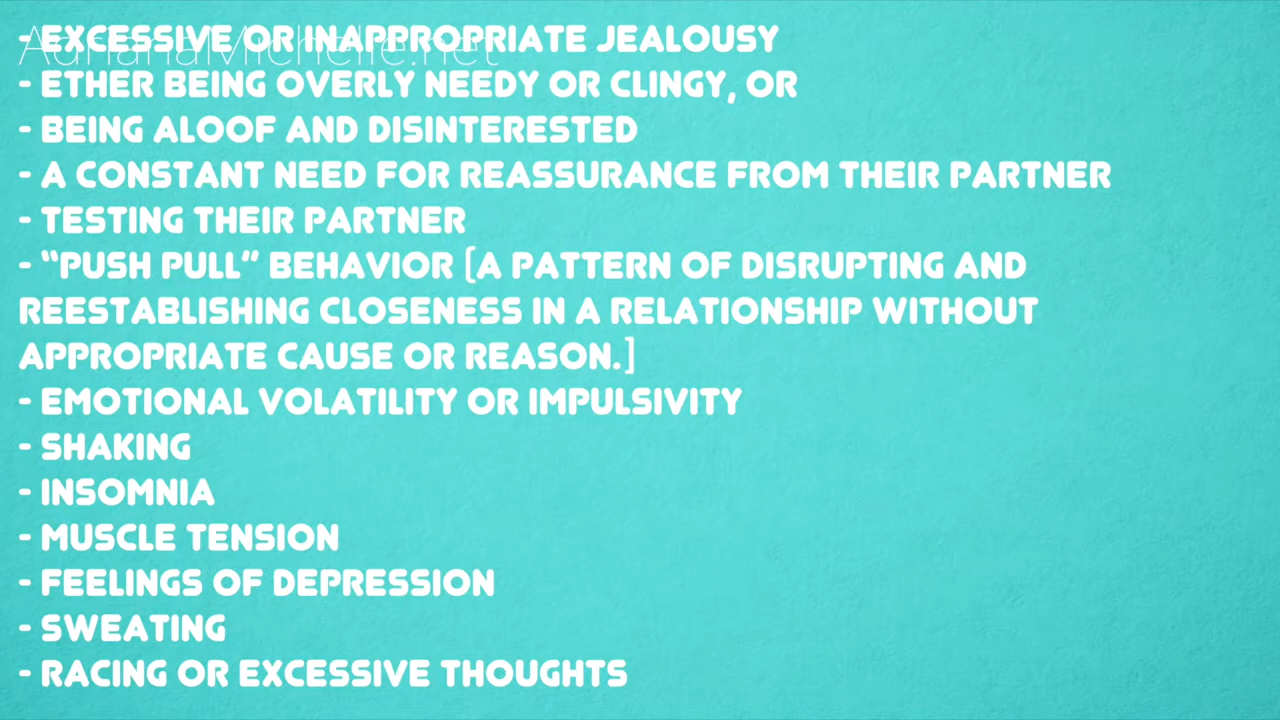 AdrianaMichelle.net
- EXCESSIVE OR INAPPROPRIATE JEALOUSY
- ETHER BEING OVERLY NEEDY OR CLINGY, OR
- BEING ALOOF AND DISINTERESTED
- A CONSTANT NEED FOR REASSURANCE FROM THEIR PARTNER
- TESTING THEIR PARTNER
- “PUSH PULL” BEHAVIOR [A PATTERN OF DISRUPTING AND
REESTABLISHING CLOSENESS IN A RELATIONSHIP WITHOUT
APPROPRIATE CAUSE OR REASON.]
- EMOTIONAL VOLATILITY OR IMPULSIVITY
- SHAKING
- INSOMNIA
- MUSCLE TENSION
- FEELINGS OF DEPRESSION
- SWEATING
- RACING OR EXCESSIVE THOUGHTS